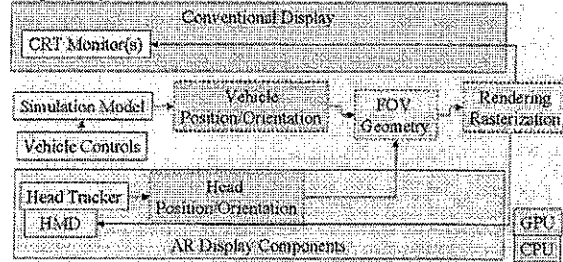 Conventional Display
CRT Monitor(s)
Simulation Model
Vehicle
Position/Orientation
FOV
Geometry
Rendering
Rasterization
Vehicle Controls
Head Tracker
Head
Position/Orientation
HMD
GPU
AR Display Components
CPU